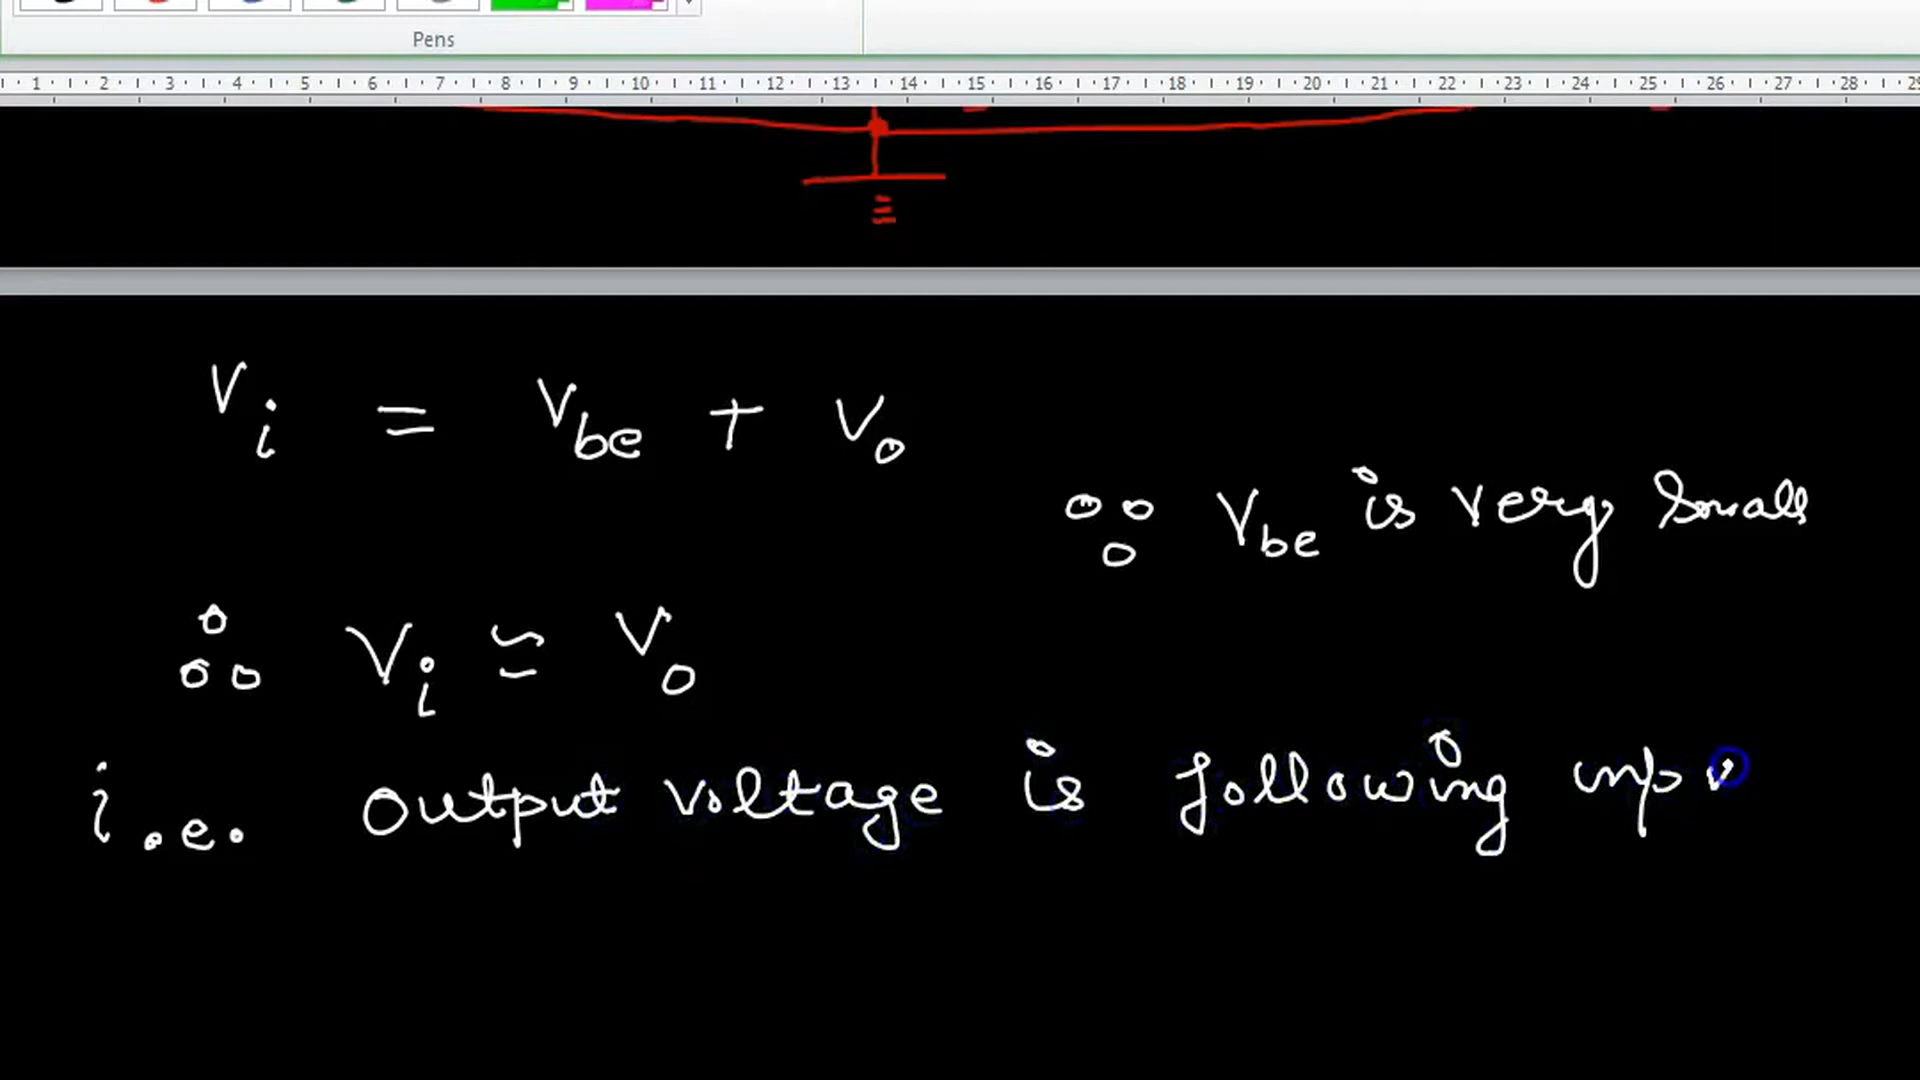 Pens
1 2 3 4 5 6 7 8 9 10 11 12 13 14 15 16 17 18 19 20 21 22 23 24 25 26 27 28 29
Vi = Vbe + Vo
∵ Vbe is very small
∴ Vi ≃ Vo
i.e. output voltage is following inp